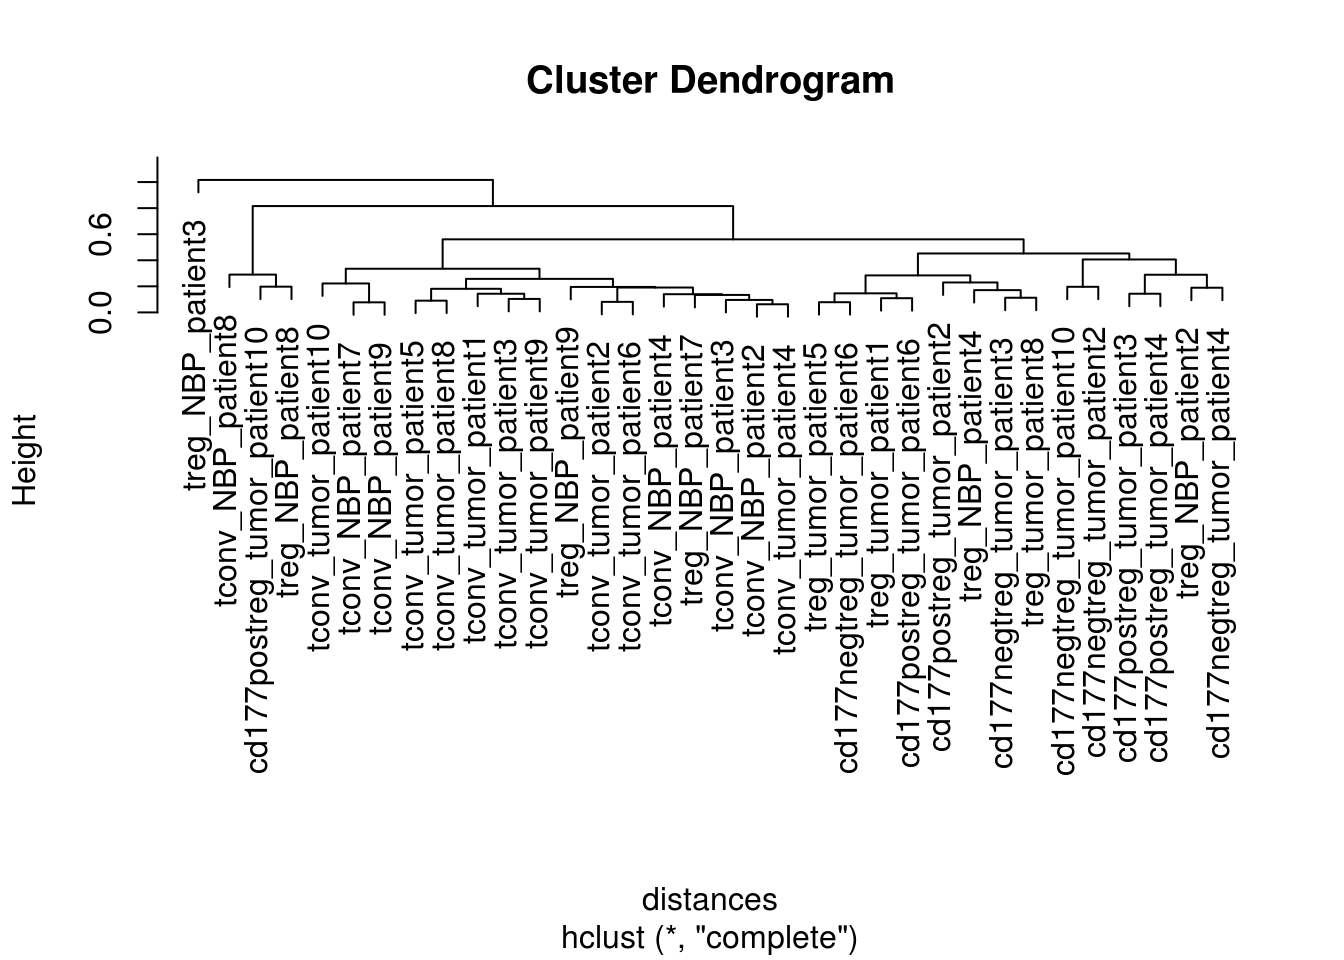 Cluster Dendrogram
Height
0.0
0.6
treg_NBP_patient3
tconv_NBP_patient8
cd177postreg_tumor_patient10
treg_NBP_patient8
tconv_tumor_patient10
tconv_NBP_patient7
tconv_NBP_patient9
tconv_tumor_patient5
tconv_tumor_patient8
tconv_tumor_patient1
tconv_tumor_patient3
tconv_tumor_patient9
treg_NBP_patient9
tconv_tumor_patient2
tconv_tumor_patient6
tconv_NBP_patient4
treg_NBP_patient7
tconv_NBP_patient3
tconv_NBP_patient2
tconv_tumor_patient4
treg_tumor_patient5
cd177negtreg_tumor_patient6
treg_tumor_patient1
cd177postreg_tumor_patient6
cd177postreg_tumor_patient2
treg_NBP_patient4
cd177negtreg_tumor_patient3
treg_tumor_patient8
cd177negtreg_tumor_patient10
cd177negtreg_tumor_patient2
cd177postreg_tumor_patient3
cd177postreg_tumor_patient4
treg_NBP_patient2
cd177negtreg_tumor_patient4
distances
hclust (*, "complete")